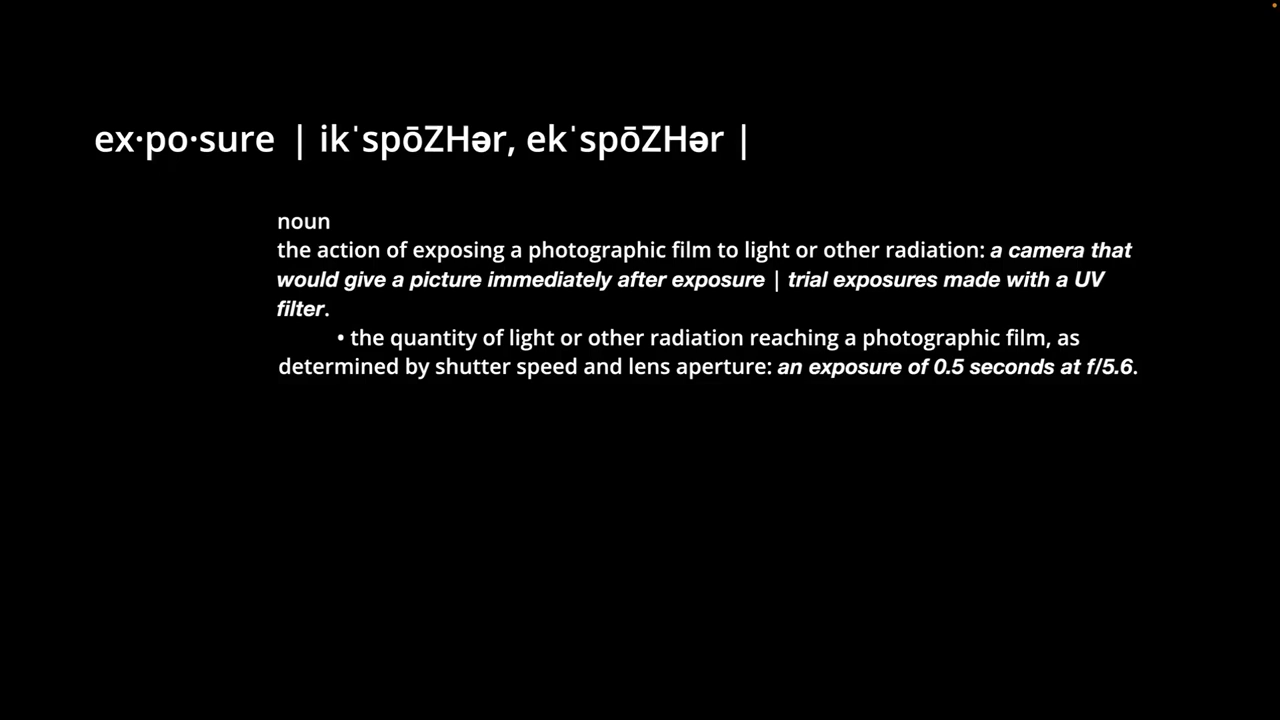 ex·po·sure | ikˈspōZHər, ekˈspōZHər |
noun
the action of exposing a photographic film to light or other radiation: a camera that
would give a picture immediately after exposure | trial exposures made with a UV
filter.
• the quantity of light or other radiation reaching a photographic film, as
determined by shutter speed and lens aperture: an exposure of 0.5 seconds at f/5.6.